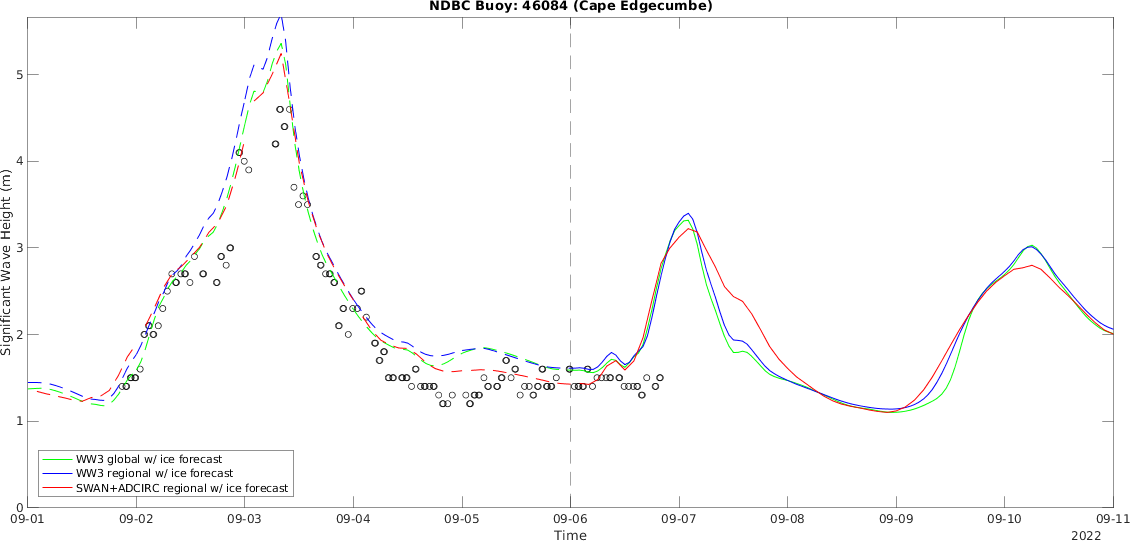 NDBC Buoy: 46084 (Cape Edgecumbe)
Significant Wave Height (m)
5
4
3
2
1
0
WW3 global w/ ice forecast
WW3 regional w/ ice forecast
SWAN+ADCIRC regional w/ ice forecast
09-01 09-02 09-03 09-04 09-05 09-06 09-07 09-08 09-09 09-10 09-11
Time
2022